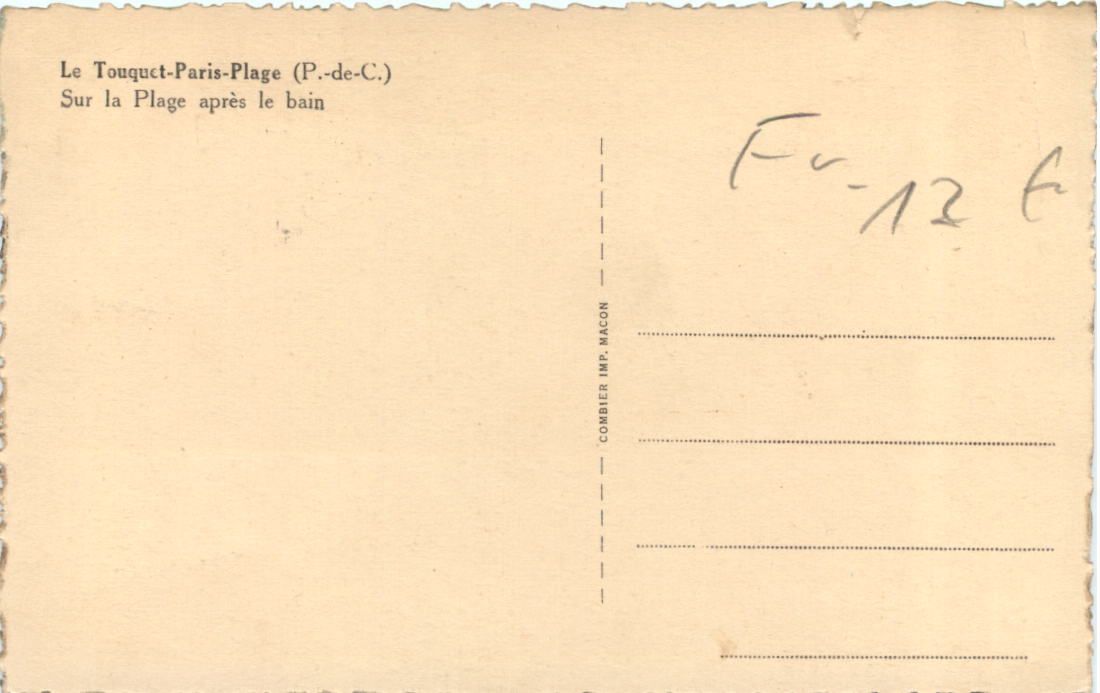 Le Touquet-Paris-Plage (P.-de-C.)
Sur la Plage après le bain
COMBIER IMP. MACON
Fr - 12